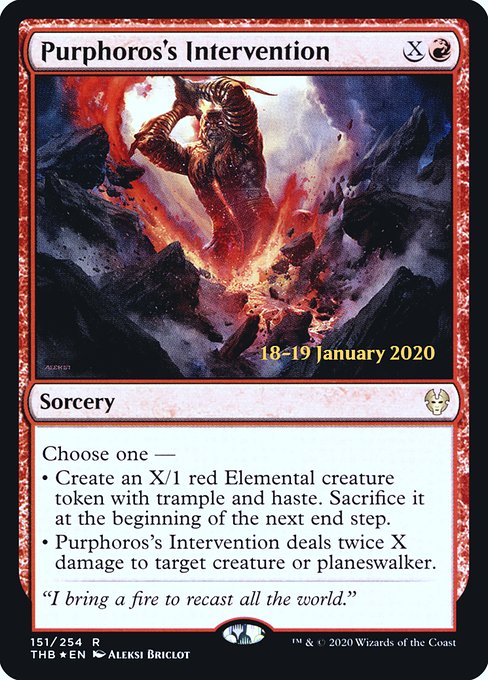 Purphoros's Intervention X
ALEKSI
18–19 January 2020
Sorcery
Choose one —
• Create an X/1 red Elemental creature
token with trample and haste. Sacrifice it
at the beginning of the next end step.
• Purphoros's Intervention deals twice X
damage to target creature or planeswalker.
“I bring a fire to recast all the world.”
151/254 R
THB ★ EN Aleksi Briclot
™ & © 2020 Wizards of the Coast